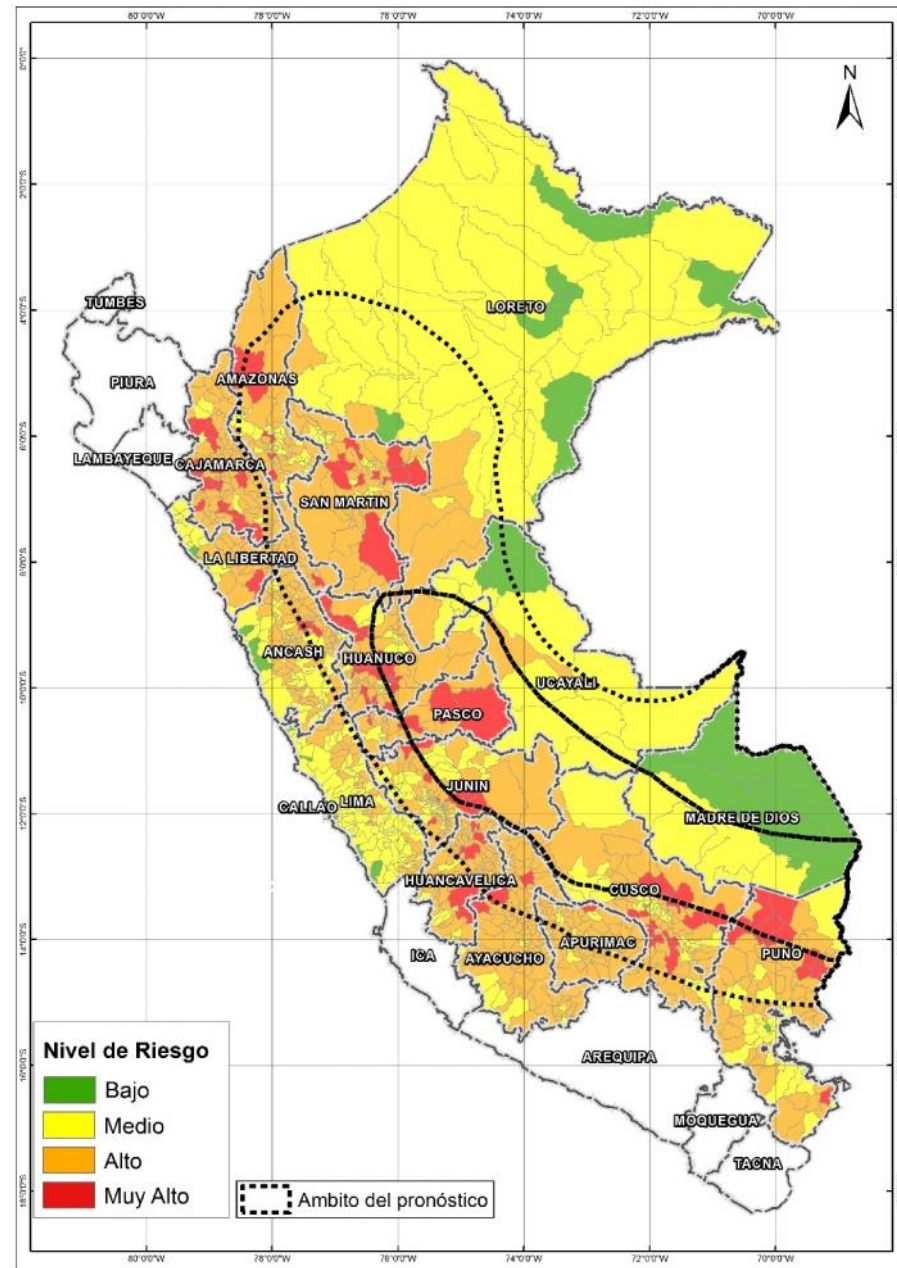 80°0'0"W 78°0'0"W 76°0'0"W 74°0'0"W 72°0'0"W 70°0'0"W
N
0°0'0"
2°0'0"S
4°0'0"S
6°0'0"S
8°0'0"S
10°0'0"S
12°0'0"S
14°0'0"S
16°0'0"S
18°0'0"S
TUMBES
LORETO
PIURA
AMAZONAS
LAMBAYEQUE
CAJAMARCA
SAN MARTIN
LA LIBERTAD
ANCASH
HUANUCO
UCAYALI
PASCO
JUNIN
CALLAO
LIMA
MADRE DE DIOS
HUANCAVELICA
CUSCO
APURIMAC
ICA
AYACUCHO
PUNO
AREQUIPA
MOQUEGUA
TACNA
Nivel de Riesgo
Bajo
Medio
Alto
Muy Alto
Ambito del pronóstico
80°0'0"W 78°0'0"W 76°0'0"W 74°0'0"W 72°0'0"W 70°0'0"W